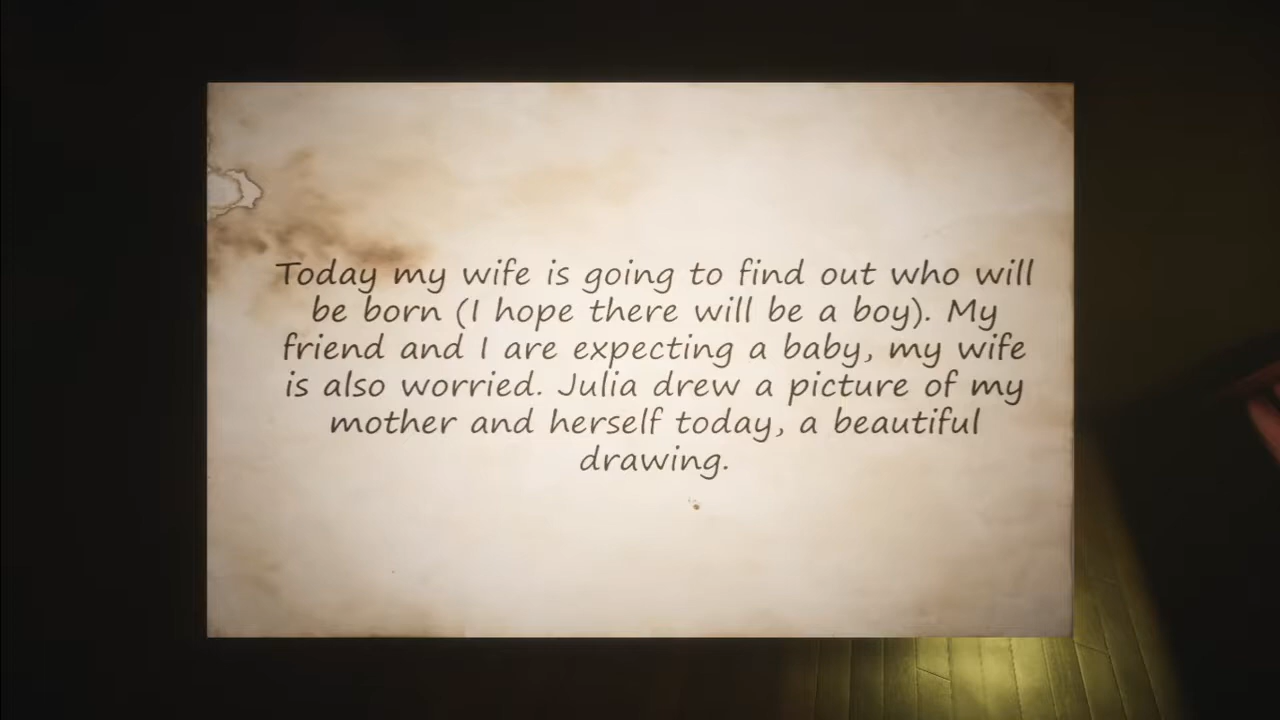 Today my wife is going to find out who will
be born (I hope there will be a boy). My
friend and I are expecting a baby, my wife
is also worried. Julia drew a picture of my
mother and herself today, a beautiful
drawing.